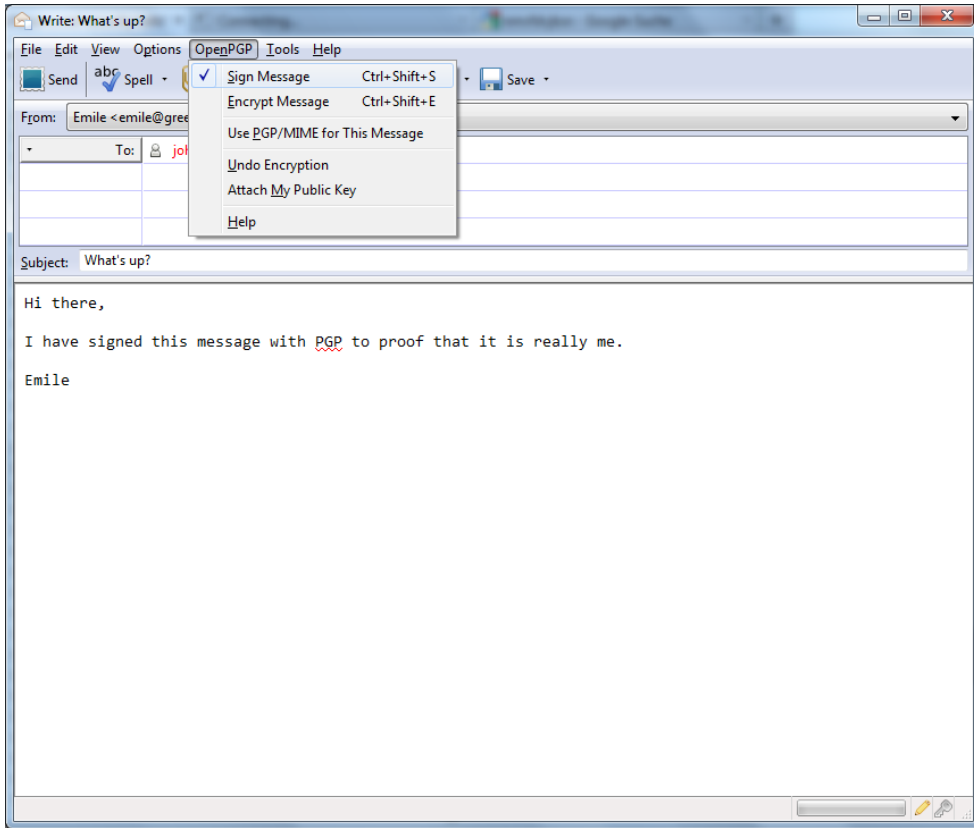 Write: What's up?
File Edit View Options OpenPGP Tools Help
Send abc Spell Save
Sign Message Ctrl+Shift+S
Encrypt Message Ctrl+Shift+E
Use PGP/MIME for This Message
Undo Encryption
Attach My Public Key
Help
From: Emile <emile@gree
To: joh
Subject: What's up?
Hi there,
I have signed this message with PGP to proof that it is really me.
Emile